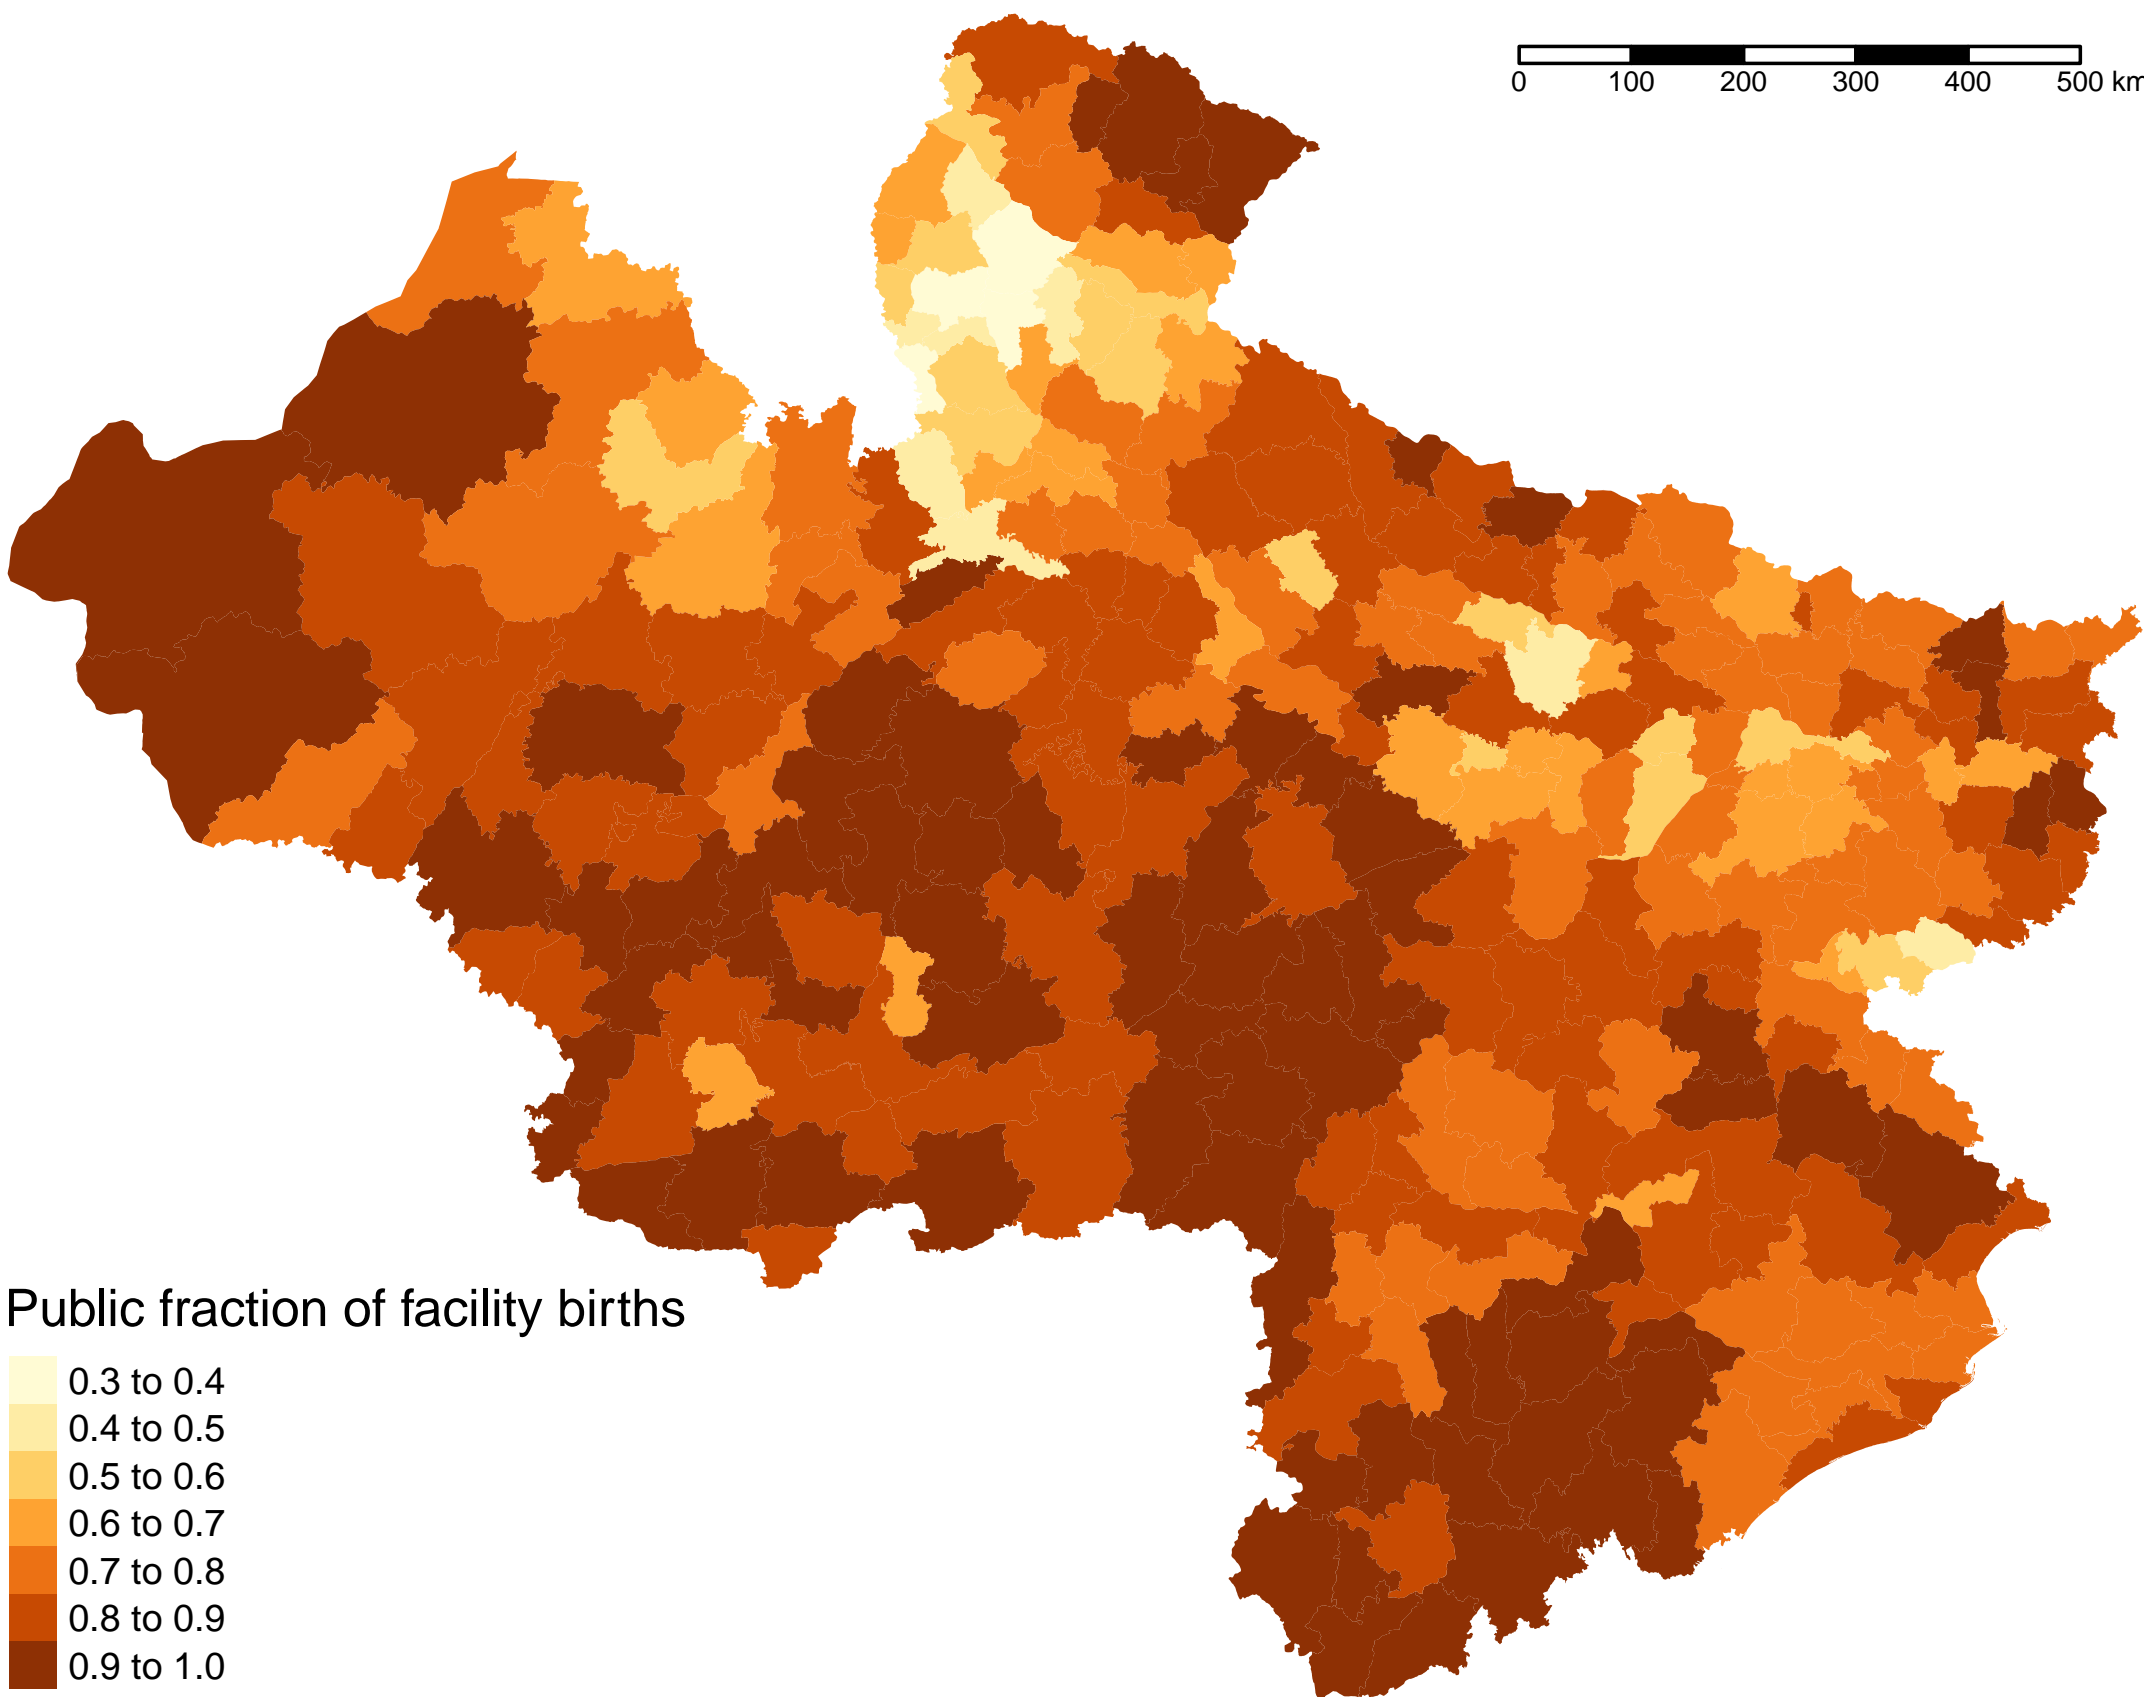 0 100 200 300 400 500 km
Public fraction of facility births
0.3 to 0.4
0.4 to 0.5
0.5 to 0.6
0.6 to 0.7
0.7 to 0.8
0.8 to 0.9
0.9 to 1.0